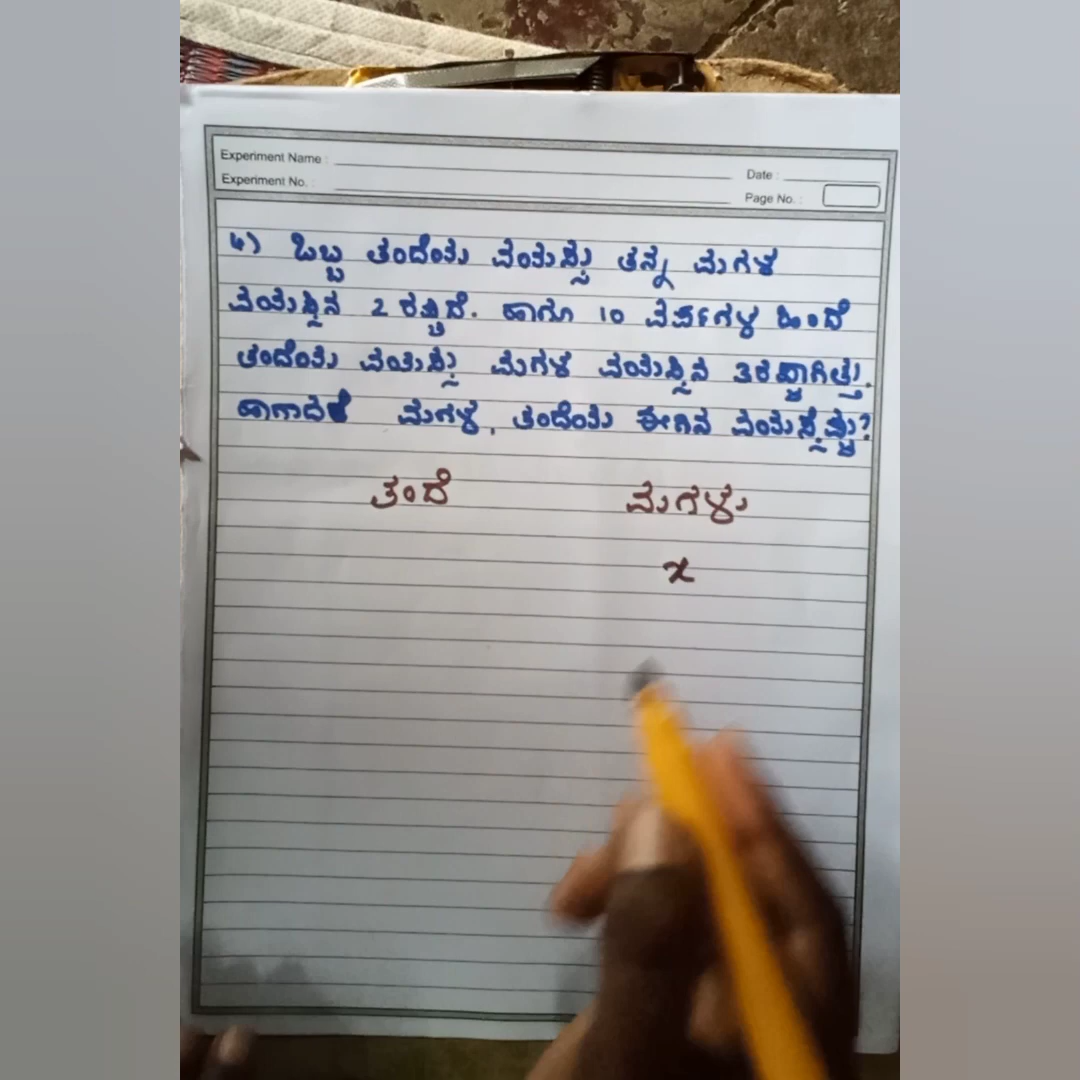 Experiment Name :
Date :
Experiment No. :
Page No. :
4) ಒಬ್ಬ ತಂದೆಯ ವಯಸ್ಸು ತನ್ನ ಮಗಳ
ವಯಸ್ಸಿನ 2 ರಷ್ಟಿದೆ. ಹಾಗೂ 10 ವರ್ಷಗಳ ಹಿಂದೆ
ತಂದೆಯ ವಯಸ್ಸು ಮಗಳ ವಯಸ್ಸಿನ 3ರಷ್ಟಾಗಿತ್ತು.
ಹಾಗಾದರೆ ಮಗಳ, ತಂದೆಯ ಈಗಿನ ವಯಸ್ಸೆಷ್ಟು?
ತಂದೆ ಮಗಳು
x